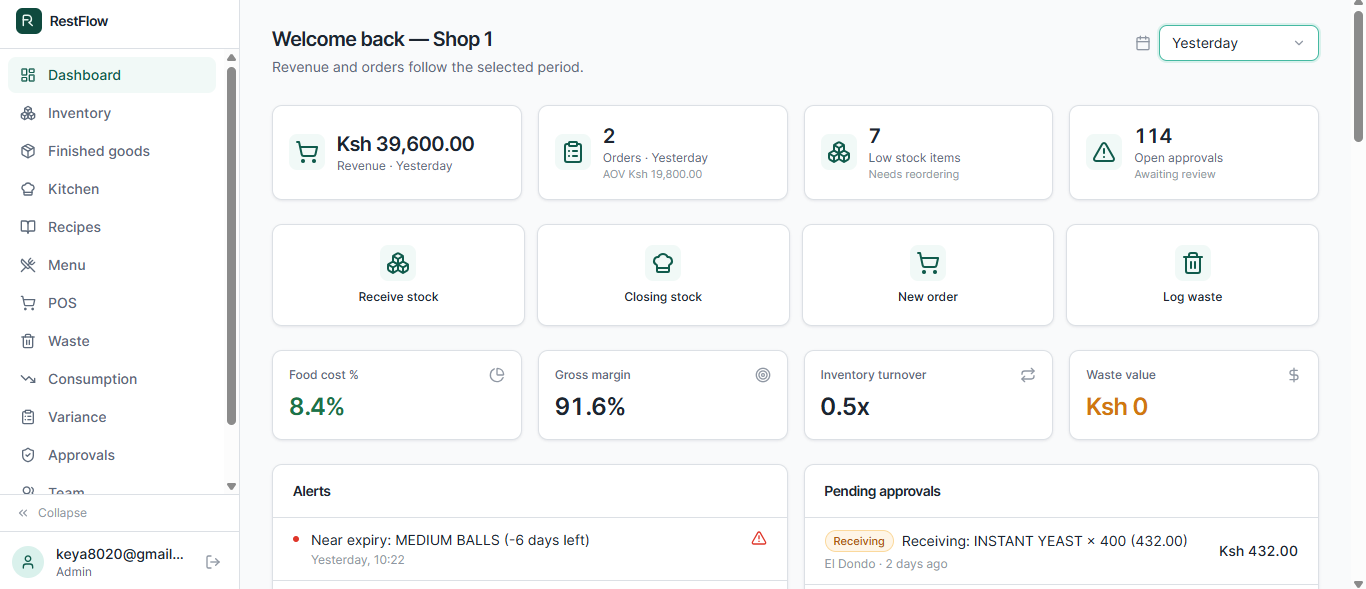 RestFlow
Dashboard
Inventory
Finished goods
Kitchen
Recipes
Menu
POS
Waste
Consumption
Variance
Approvals
Team
Collapse
keya8020@gmail...
Admin
Welcome back — Shop 1
Revenue and orders follow the selected period.
Yesterday
Ksh 39,600.00
Revenue · Yesterday
2
Orders · Yesterday
AOV Ksh 19,800.00
7
Low stock items
Needs reordering
114
Open approvals
Awaiting review
Receive stock
Closing stock
New order
Log waste
Food cost %
8.4%
Gross margin
91.6%
Inventory turnover
0.5x
Waste value
Ksh 0
Alerts
Near expiry: MEDIUM BALLS (-6 days left)
Yesterday, 10:22
Pending approvals
Receiving
Receiving: INSTANT YEAST × 400 (432.00)
El Dondo · 2 days ago
Ksh 432.00